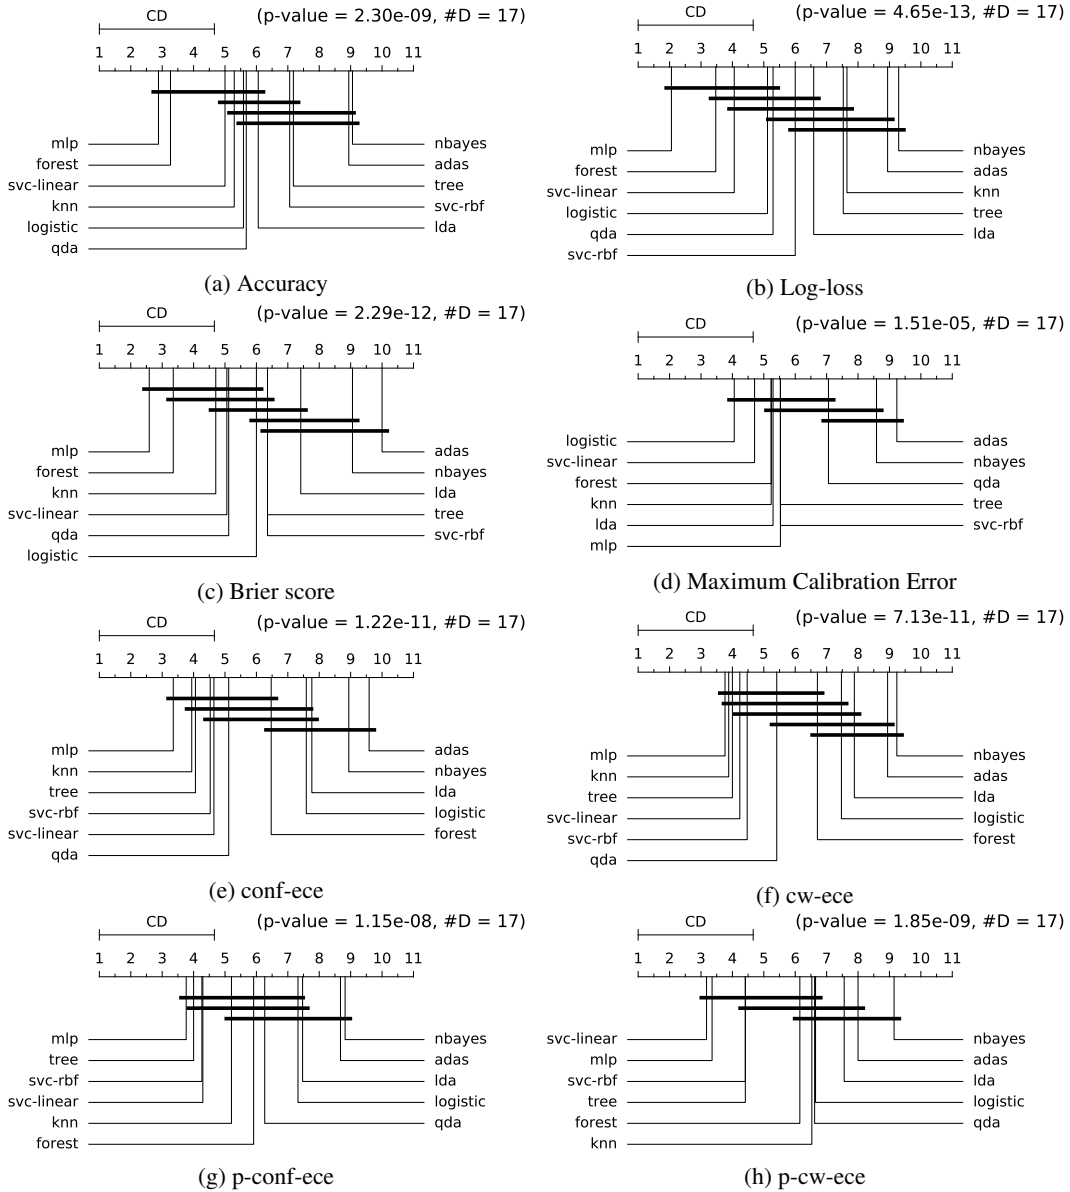 CD (p-value = 2.30e-09, #D = 17)
1 2 3 4 5 6 7 8 9 10 11
mlp nbayes
forest adas
svc-linear tree
knn svc-rbf
logistic lda
qda
(a) Accuracy
CD (p-value = 4.65e-13, #D = 17)
1 2 3 4 5 6 7 8 9 10 11
mlp nbayes
forest adas
svc-linear knn
logistic tree
qda lda
svc-rbf
(b) Log-loss
CD (p-value = 2.29e-12, #D = 17)
1 2 3 4 5 6 7 8 9 10 11
mlp adas
forest nbayes
knn lda
svc-linear tree
qda svc-rbf
logistic
(c) Brier score
CD (p-value = 1.51e-05, #D = 17)
1 2 3 4 5 6 7 8 9 10 11
logistic adas
svc-linear nbayes
forest qda
knn tree
lda svc-rbf
mlp
(d) Maximum Calibration Error
CD (p-value = 1.22e-11, #D = 17)
1 2 3 4 5 6 7 8 9 10 11
mlp adas
knn nbayes
tree lda
svc-rbf logistic
svc-linear forest
qda
(e) conf-ece
CD (p-value = 7.13e-11, #D = 17)
1 2 3 4 5 6 7 8 9 10 11
mlp nbayes
knn adas
tree lda
svc-linear logistic
svc-rbf forest
qda
(f) cw-ece
CD (p-value = 1.15e-08, #D = 17)
1 2 3 4 5 6 7 8 9 10 11
mlp nbayes
tree adas
svc-rbf lda
svc-linear logistic
knn qda
forest
(g) p-conf-ece
CD (p-value = 1.85e-09, #D = 17)
1 2 3 4 5 6 7 8 9 10 11
svc-linear nbayes
mlp adas
svc-rbf lda
tree logistic
forest qda
knn
(h) p-cw-ece